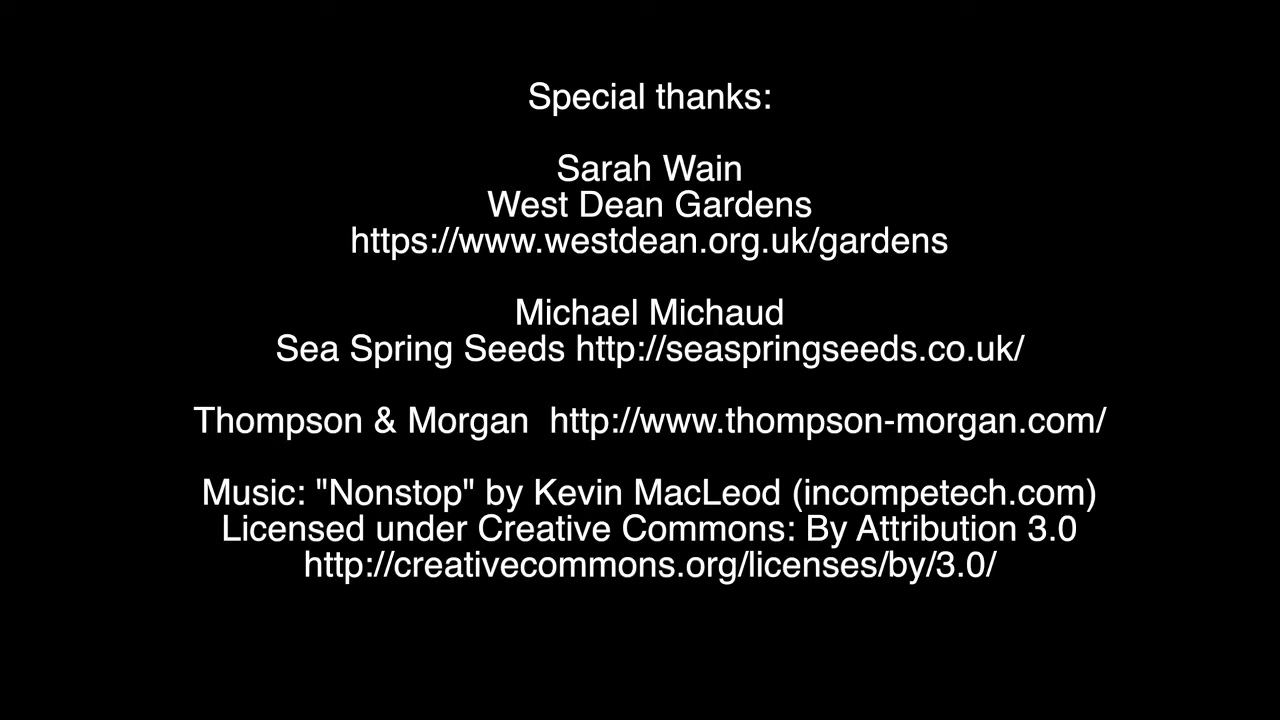 Special thanks:
Sarah Wain
West Dean Gardens
https://www.westdean.org.uk/gardens
Michael Michaud
Sea Spring Seeds http://seaspringseeds.co.uk/
Thompson & Morgan  http://www.thompson-morgan.com/
Music: "Nonstop" by Kevin MacLeod (incompetech.com)
Licensed under Creative Commons: By Attribution 3.0
http://creativecommons.org/licenses/by/3.0/